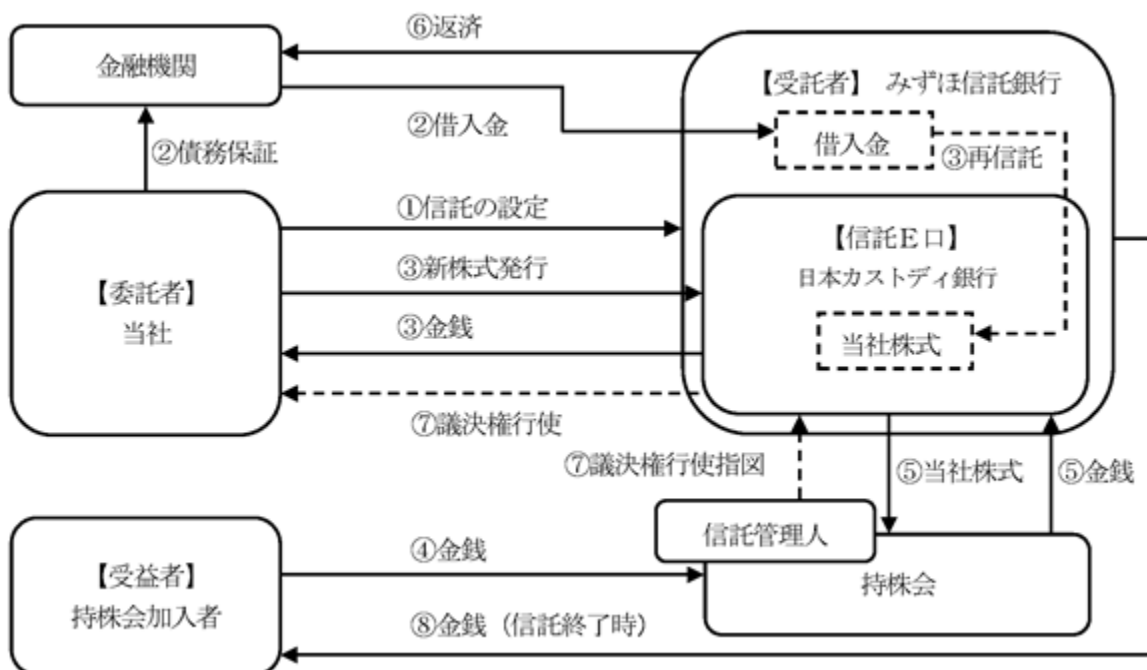 ⑥返済
金融機関
【受託者】 みずほ信託銀行
②借入金
借入金
②債務保証
③再信託
①信託の設定
【信託Ｅ口】
日本カストディ銀行
③新株式発行
【委託者】
当社
③金銭
当社株式
⑦議決権行使
⑦議決権行使指図
⑤当社株式
⑤金銭
信託管理人
④金銭
【受益者】
持株会加入者
持株会
⑧金銭（信託終了時）